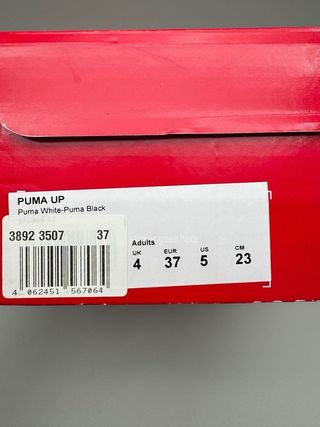 PUMA UP
Puma White-Puma Black
3892 3507 37
4 062451 567064
Adults
UK EUR US CM
4 37 5 23